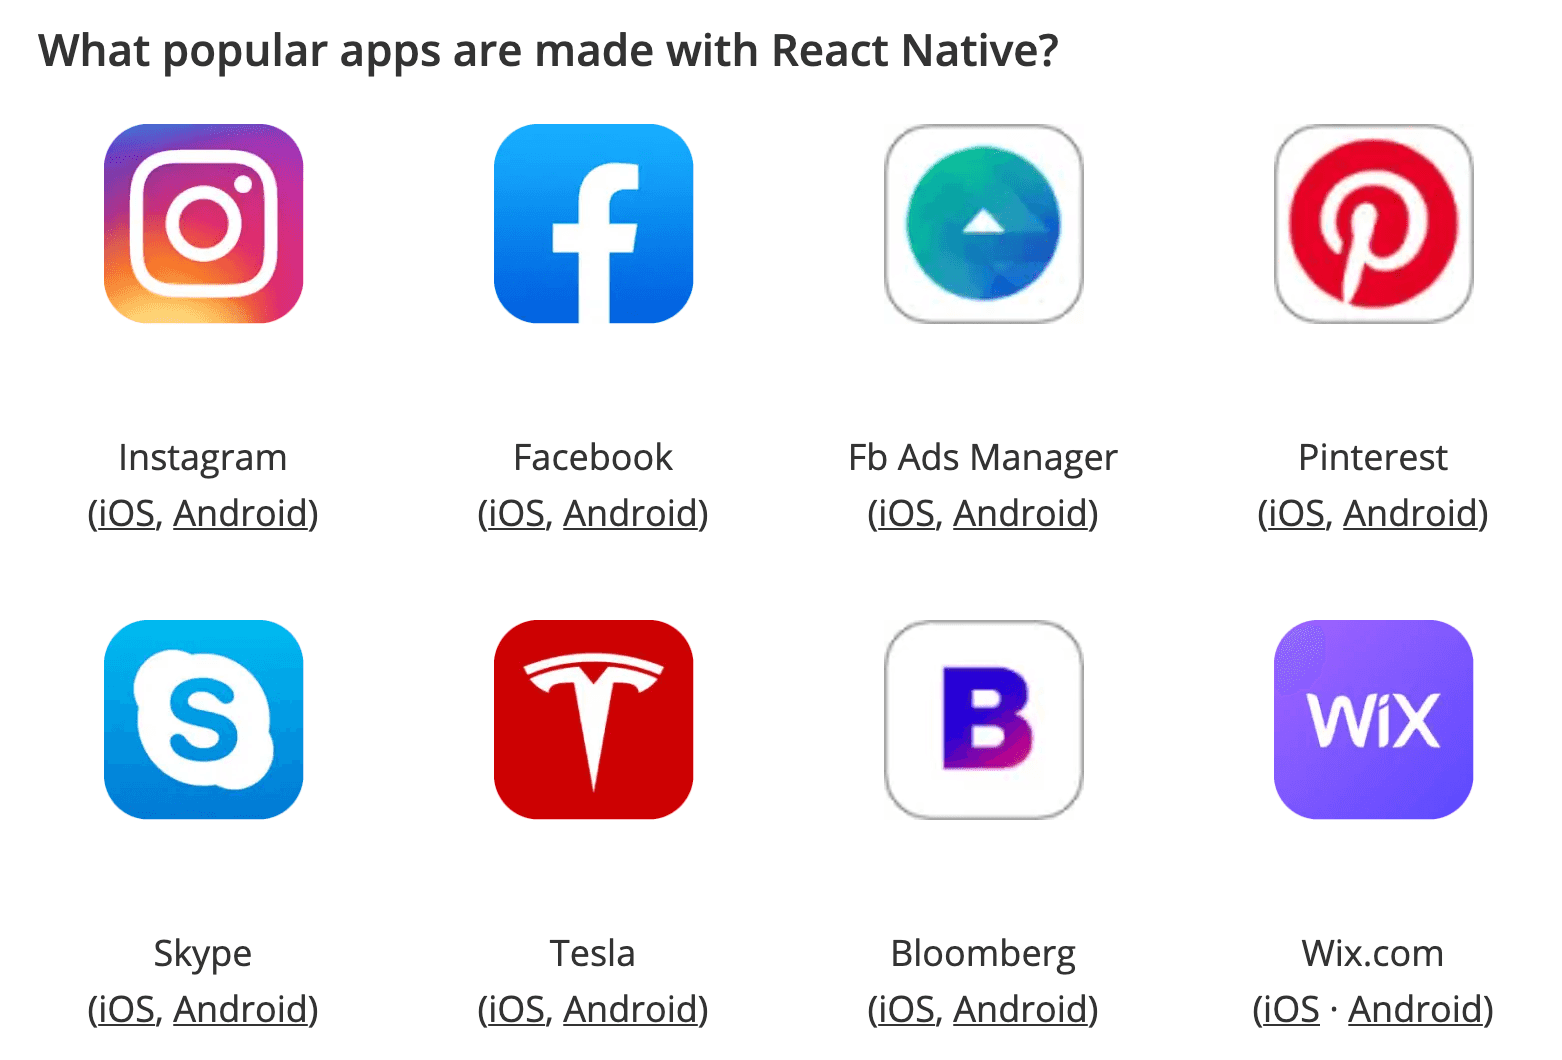 What popular apps are made with React Native?
Instagram
(iOS, Android)
Facebook
(iOS, Android)
Fb Ads Manager
(iOS, Android)
Pinterest
(iOS, Android)
WiX
Skype
(iOS, Android)
Tesla
(iOS, Android)
Bloomberg
(iOS, Android)
Wix.com
(iOS · Android)